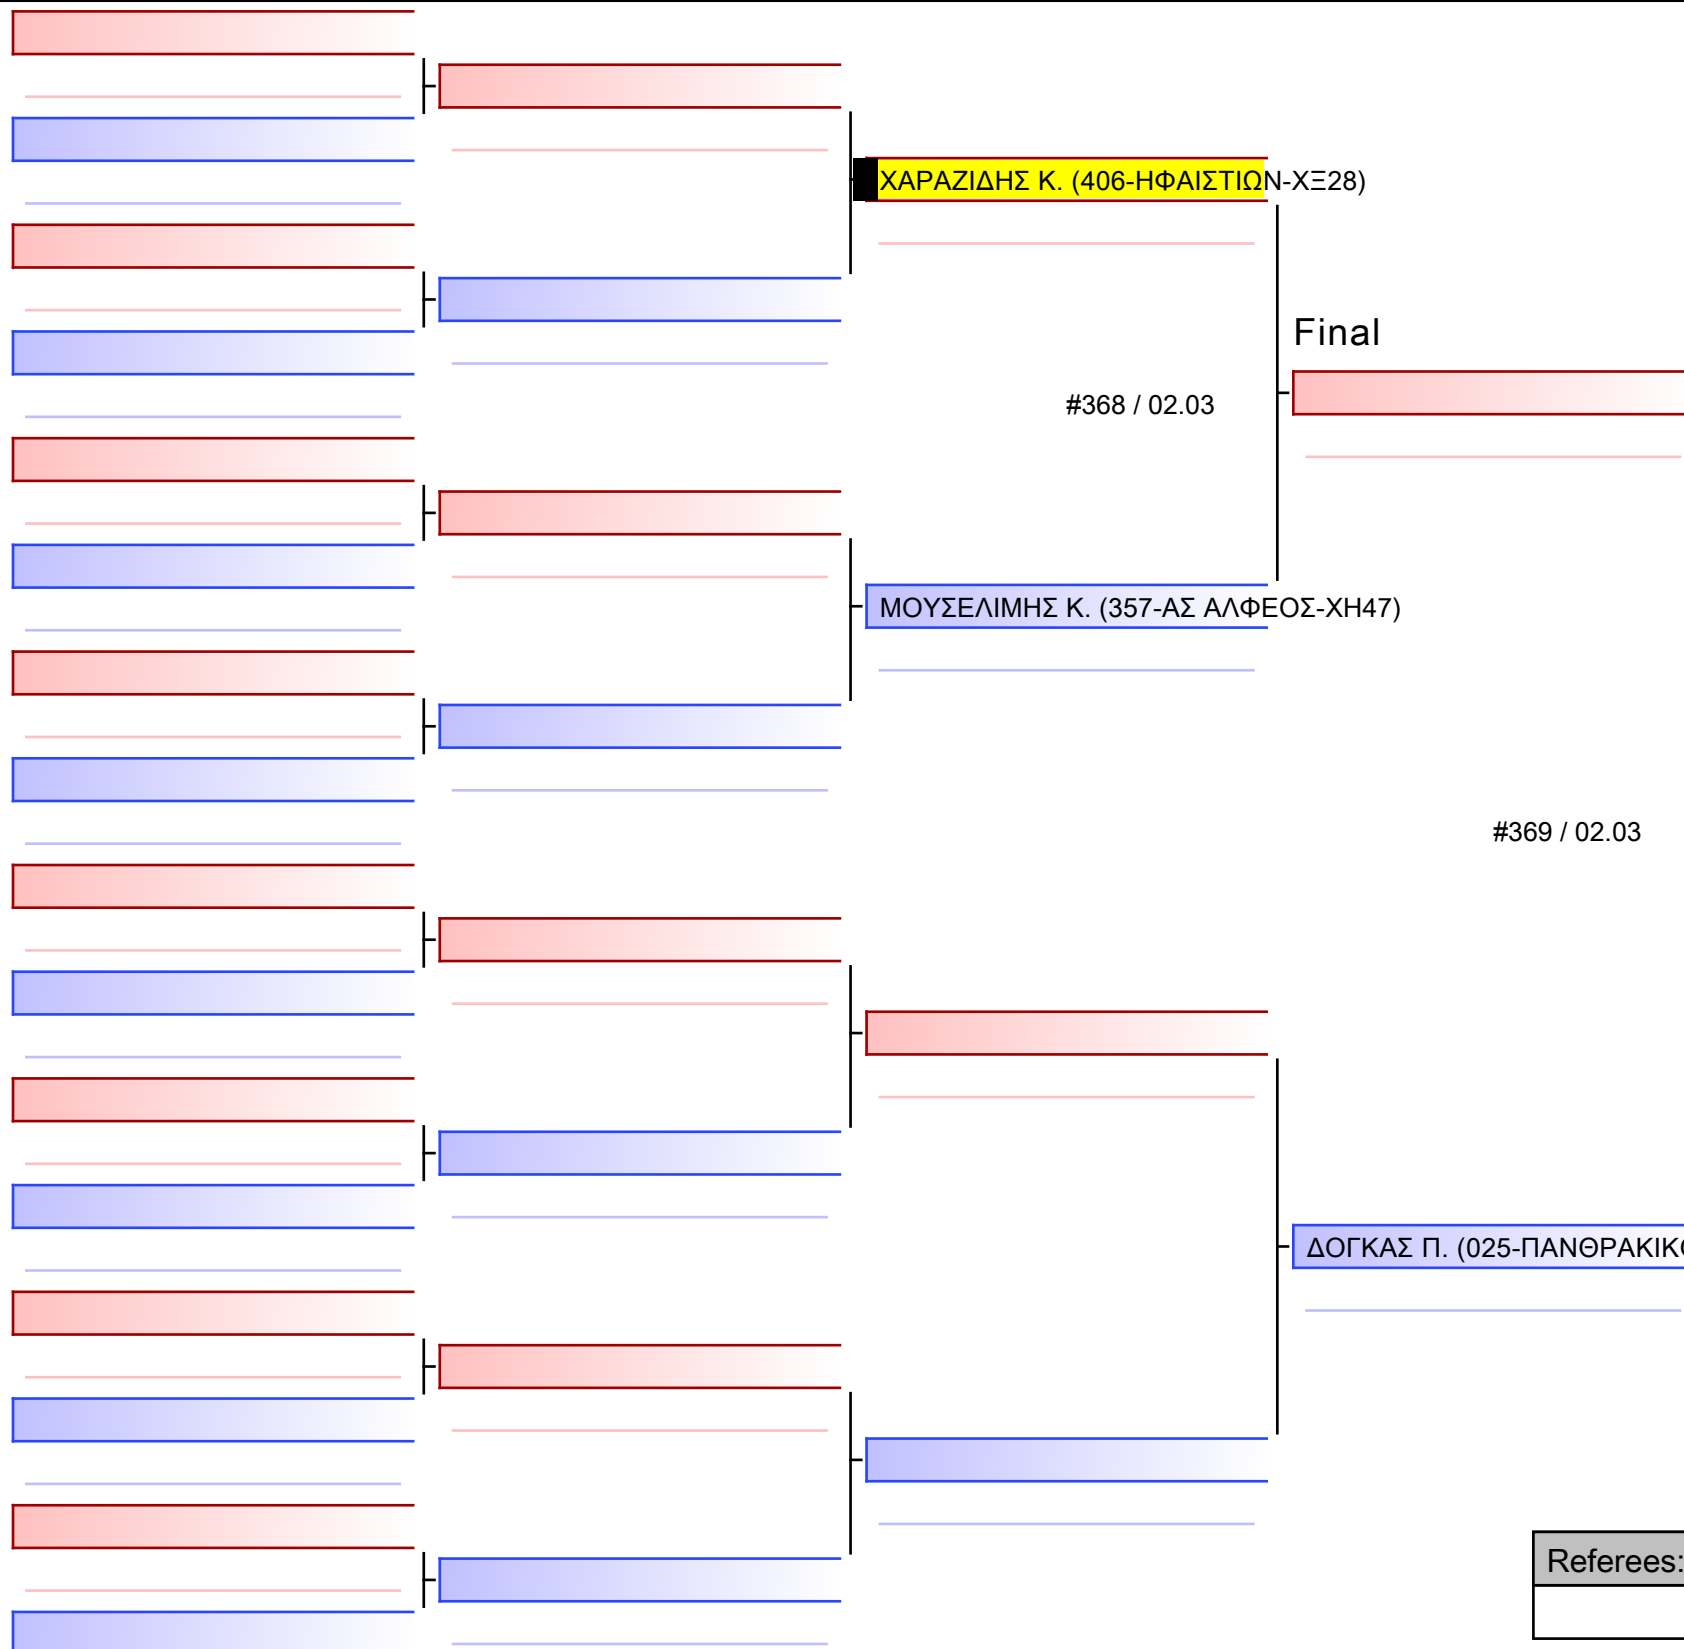 ΧΑΡΑΖΙΔΗΣ Κ. (406-ΗΦΑΙΣΤΙΩΝ-ΧΞ28)
Final
#368 / 02.03
ΜΟΥΣΕΛΙΜΗΣ Κ. (357-ΑΣ ΑΛΦΕΟΣ-ΧΗ47)
#369 / 02.03
ΔΟΓΚΑΣ Π. (025-ΠΑΝΘΡΑΚΙΚ
Referees: